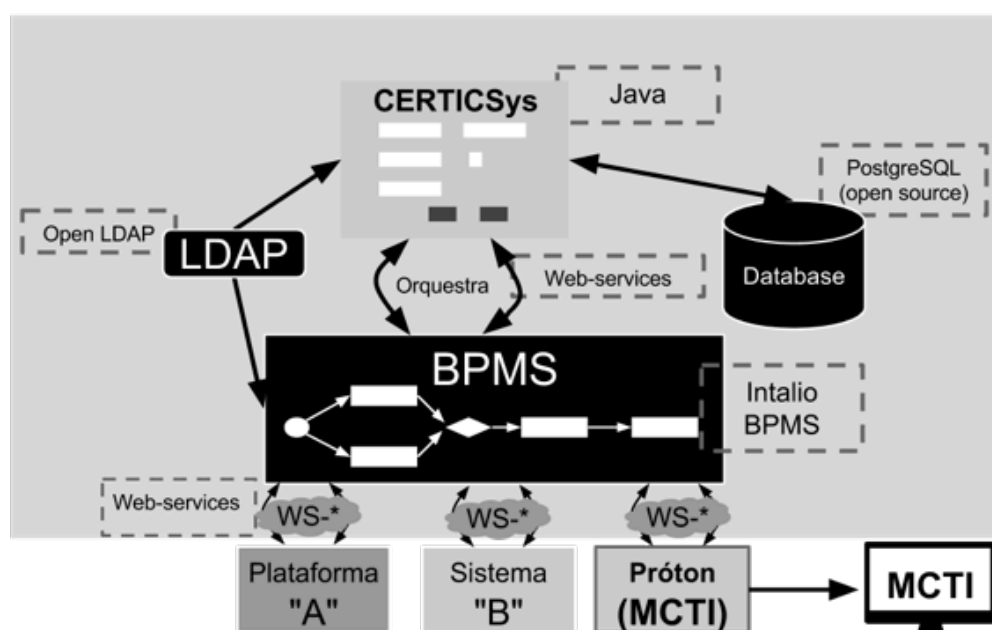 CERTICSys
Java
PostgreSQL
(open source)
Open LDAP
LDAP
Database
Orquestra
Web-services
BPMS
Intalio
BPMS
Web-services
WS-*
WS-*
WS-*
Plataforma
"A"
Sistema
"B"
Próton
(MCTI)
MCTI